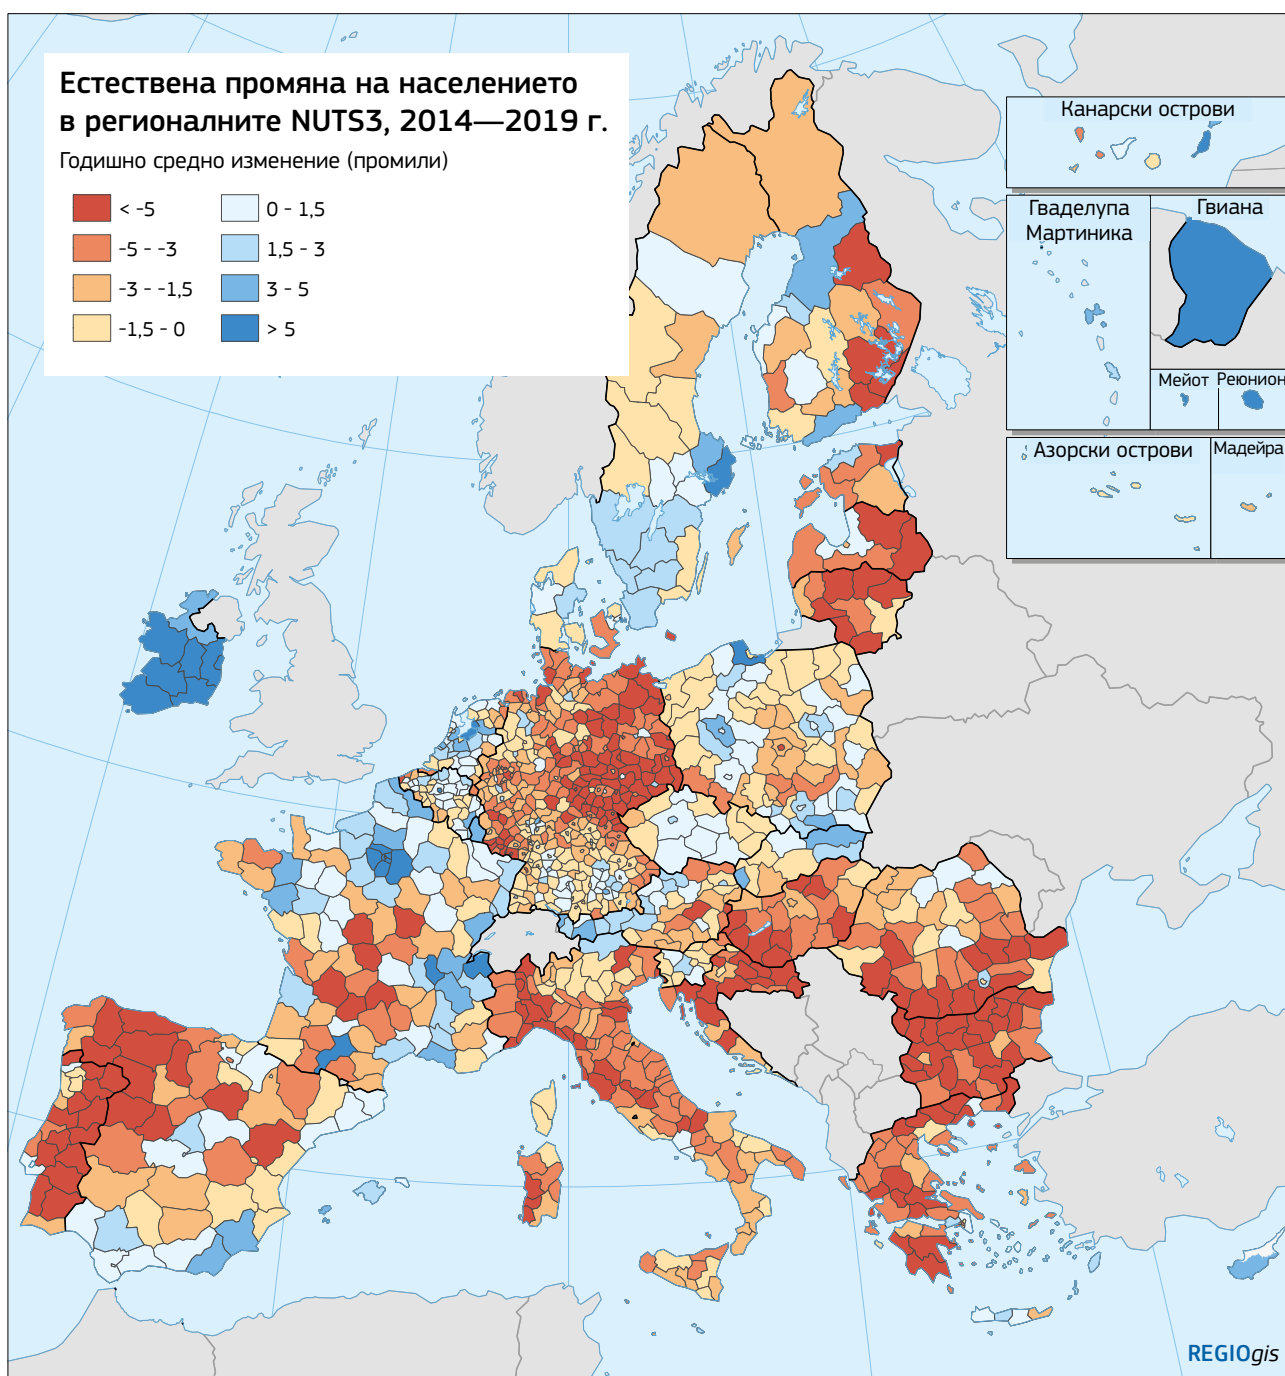 Естествена промяна на населението
в регионалните NUTS3, 2014—2019 г.
Годишно средно изменение (промили)
< -5
-5 - -3
-3 - -1,5
-1,5 - 0
0 - 1,5
1,5 - 3
3 - 5
> 5
Канарски острови
Гваделупа
Мартиника
Гвиана
Мейот
Реюнион
Азорски острови
Мадейра
REGIOgis